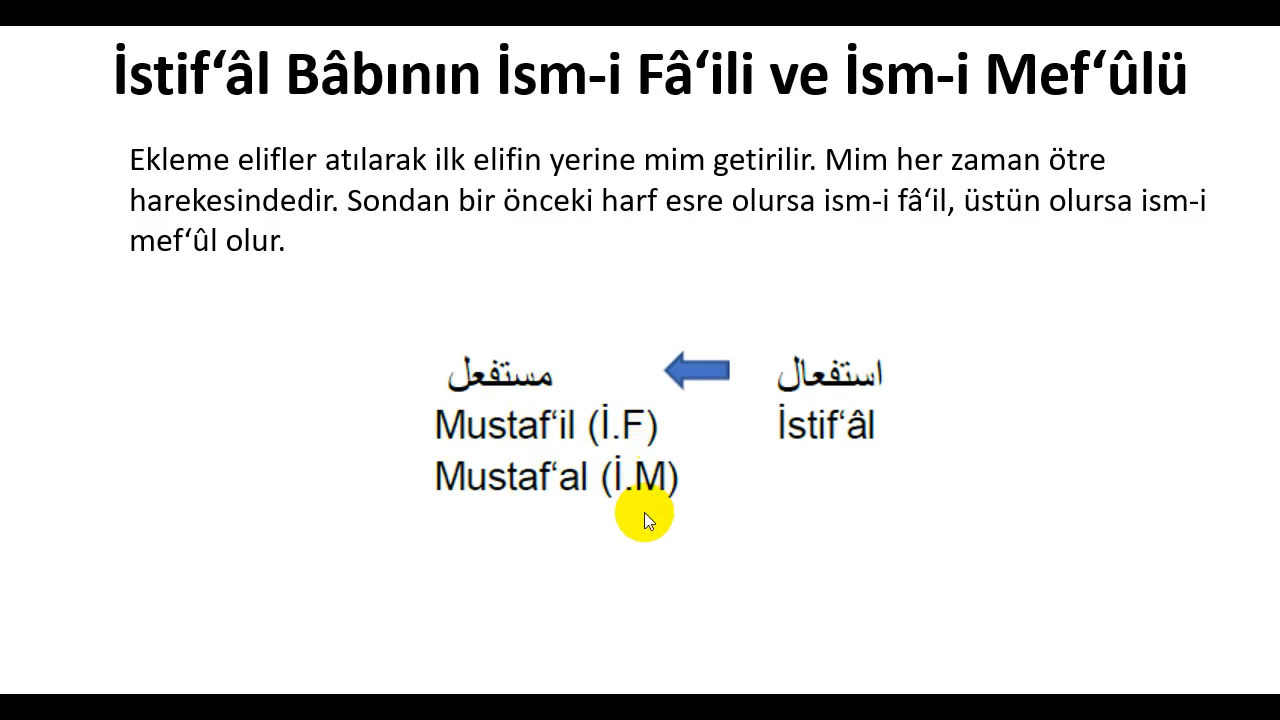 İstif‘âl Bâbının İsm-i Fâ‘ili ve İsm-i Mef‘ûlü
Ekleme elifler atılarak ilk elifin yerine mim getirilir. Mim her zaman ötre
harekesindedir. Sondan bir önceki harf esre olursa ism-i fâ‘il, üstün olursa ism-i
mef‘ûl olur.
استفعال
مستفعل
İstif‘âl
Mustaf‘il (İ.F)
Mustaf‘al (İ.M)